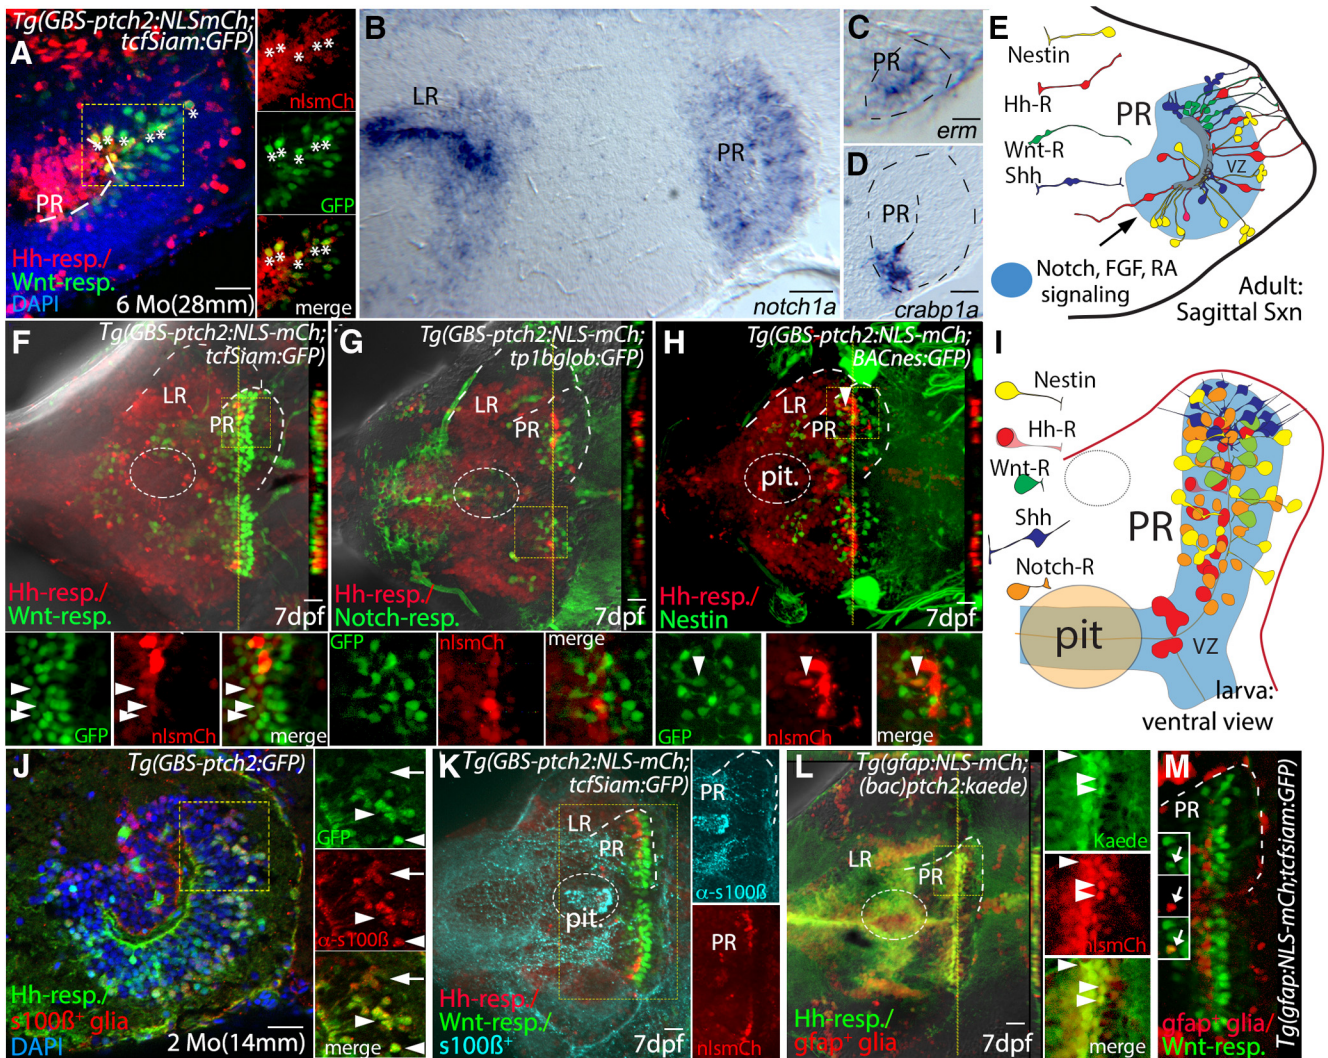 Tg(GBS-ptch2:NLSmCh;
tcfSiam:GFP)
A
PR
Hh-resp./
Wnt-resp.
DAPI
6 Mo(28mm)
nlsmCh
GFP
merge
B
LR
PR
notch1a
C
PR
erm
D
PR
crabp1a
E
Nestin
Hh-R
Wnt-R
Shh
PR
VZ
Notch, FGF, RA
signaling
Adult:
Sagittal Sxn
F
Tg(GBS-ptch2:NLS-mCh;
tcfSiam:GFP)
LR
PR
Hh-resp./
Wnt-resp.
7dpf
GFP
nlsmCh
merge
G
Tg(GBS-ptch2:NLS-mCh;
tp1bglob:GFP)
LR
PR
Hh-resp./
Notch-resp.
7dpf
GFP
nlsmCh
merge
H
Tg(GBS-ptch2:NLS-mCh;
BACnes:GFP)
LR
PR
pit.
Hh-resp./
Nestin
7dpf
GFP
nlsmCh
merge
I
Nestin
Hh-R
Wnt-R
Shh
Notch-R
PR
pit
VZ
larva:
ventral view
J
Tg(GBS-ptch2:GFP)
Hh-resp./
s100ß+ glia
DAPI
2 Mo(14mm)
GFP
α-s100ß
merge
K
Tg(GBS-ptch2:NLS-mCh;
tcfSiam:GFP)
LR
PR
pit.
Hh-resp./
Wnt-resp./
s100ß+
7dpf
PR
α-s100ß
PR
nlsmCh
L
Tg(gfap:NLS-mCh;
(bac)ptch2:kaede)
LR
PR
Hh-resp./
gfap+ glia
7dpf
Kaede
nlsmCh
merge
M
PR
gfap+ glia/
Wnt-resp.
Tg(gfap:NLS-mCh;tcfsiam:GFP)